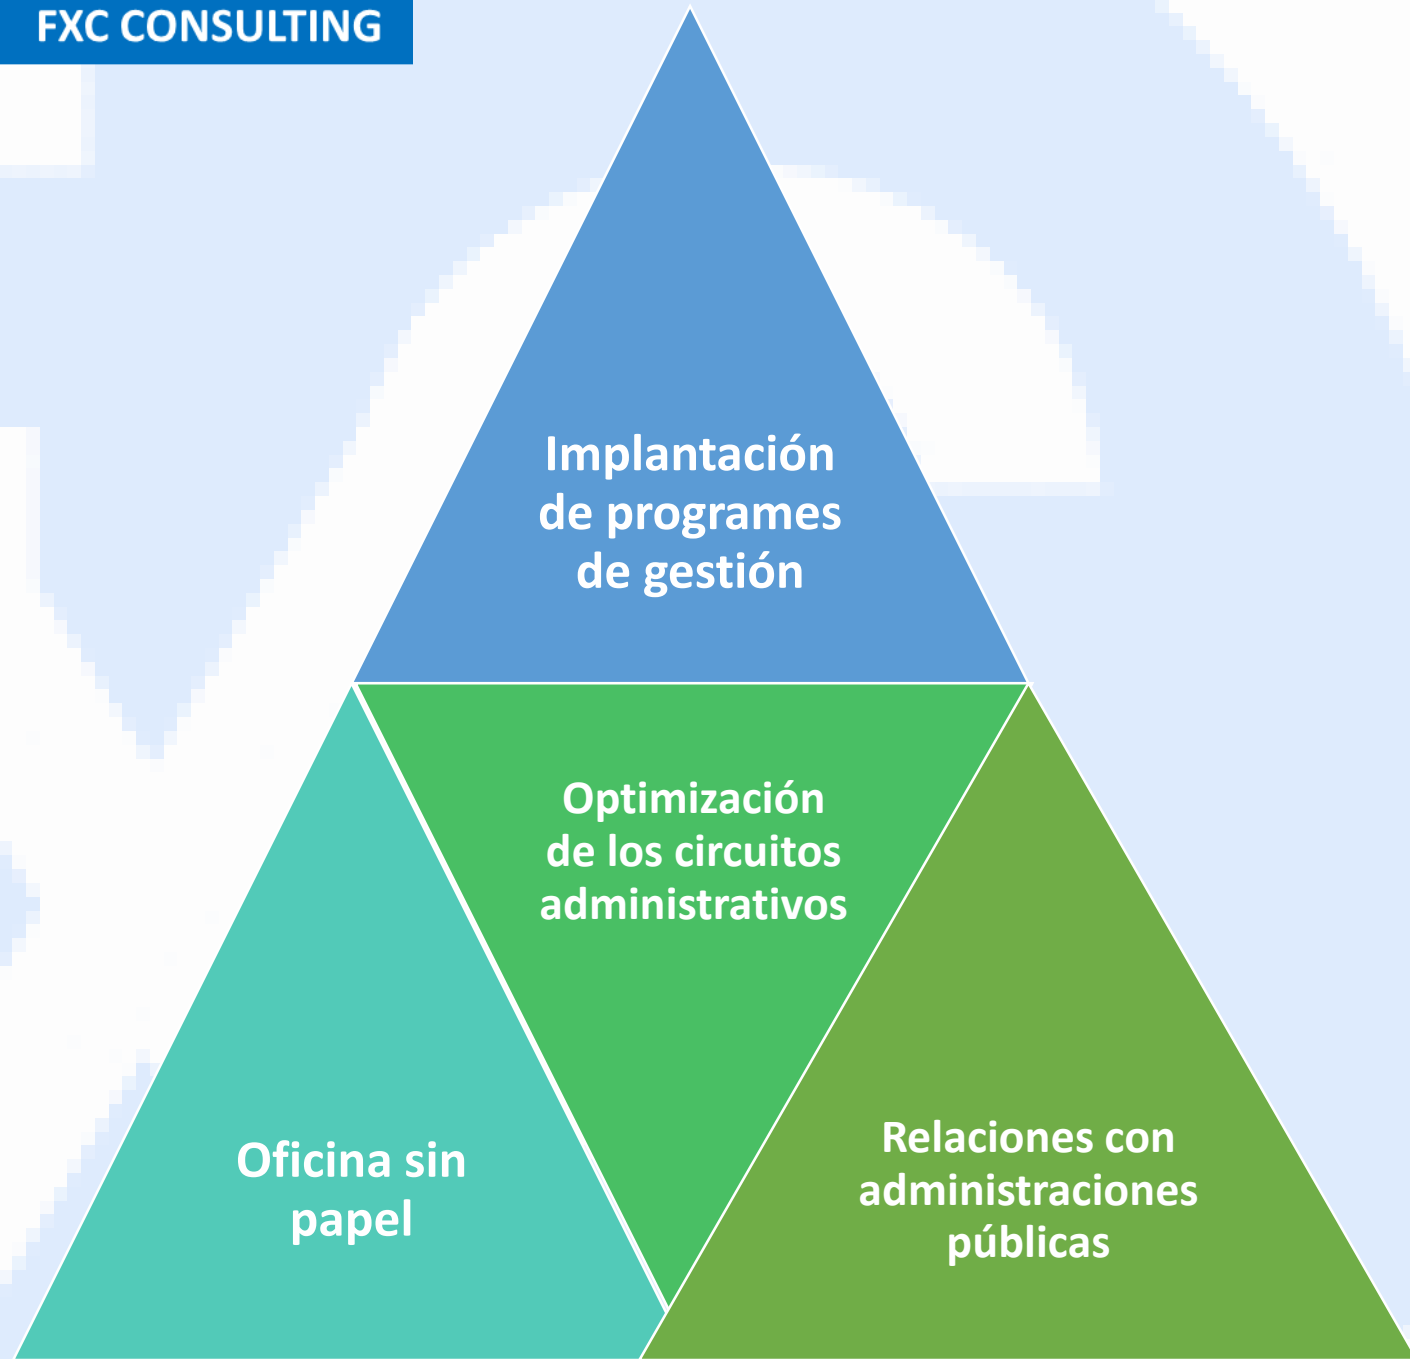 FXC CONSULTING
Implantación
de programes
de gestión
Optimización
de los circuitos
administrativos
Oficina sin
papel
Relaciones con
administraciones
públicas